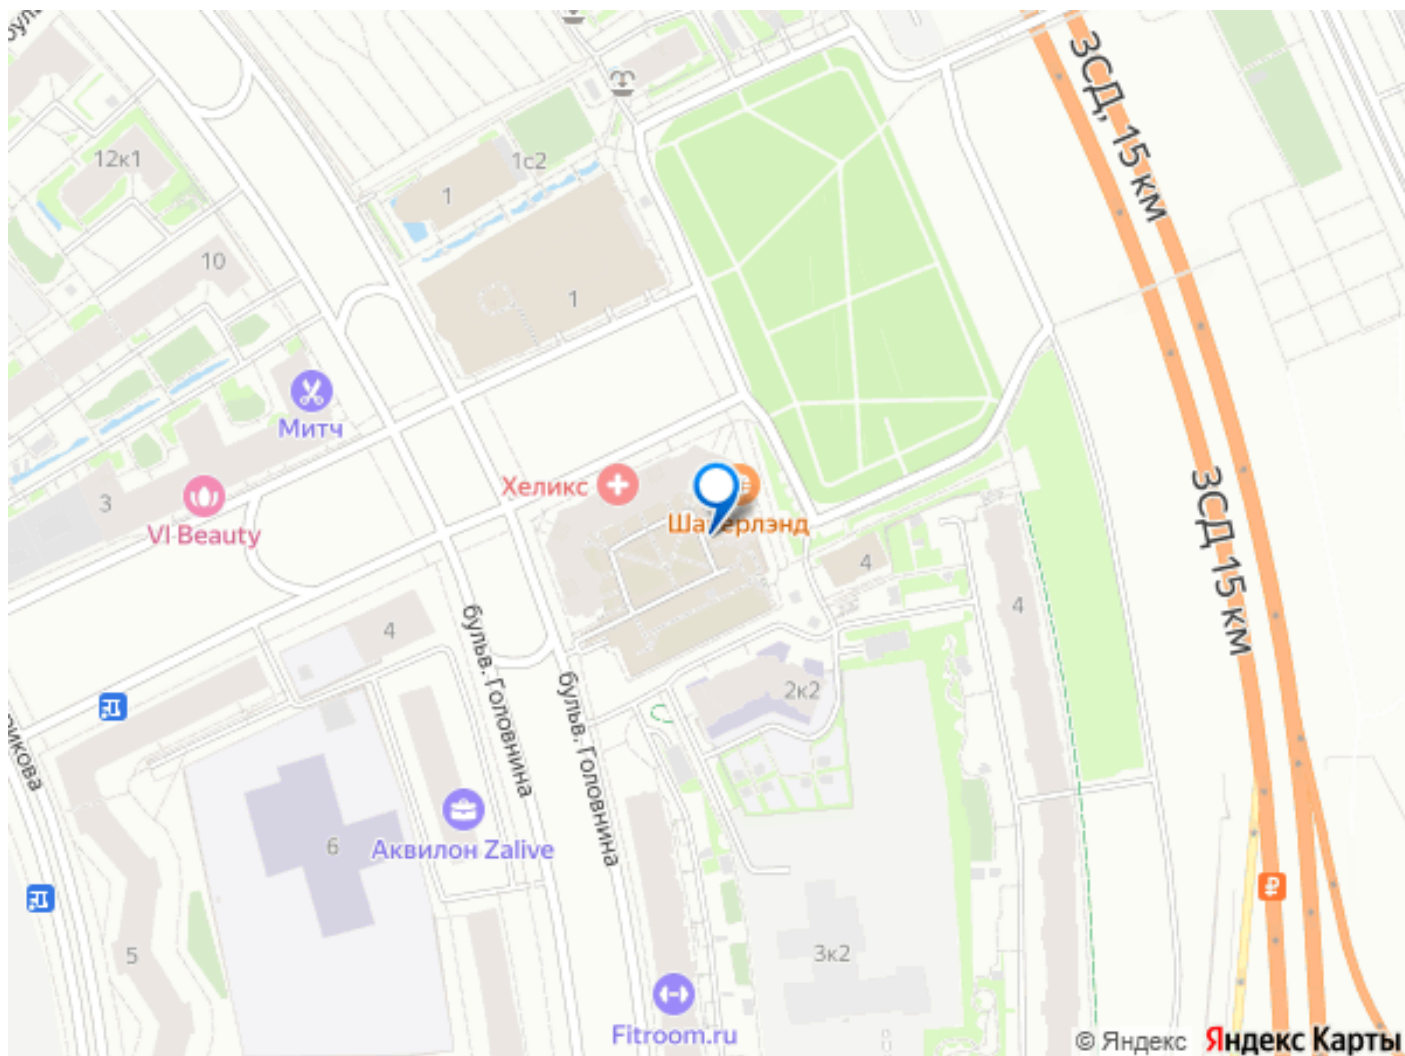 ЗСД, 15 км
12к1
1с2
1
10
1
Митч
3
Хеликс
Шаверлэнд
VI Beauty
4
ЗСД 15 км
4
4
бульв. Головнина
бульв. Головнина
2к2
6
Аквилон Zalive
5
3к2
Fitroom.ru
© Яндекс
Яндекс Карты